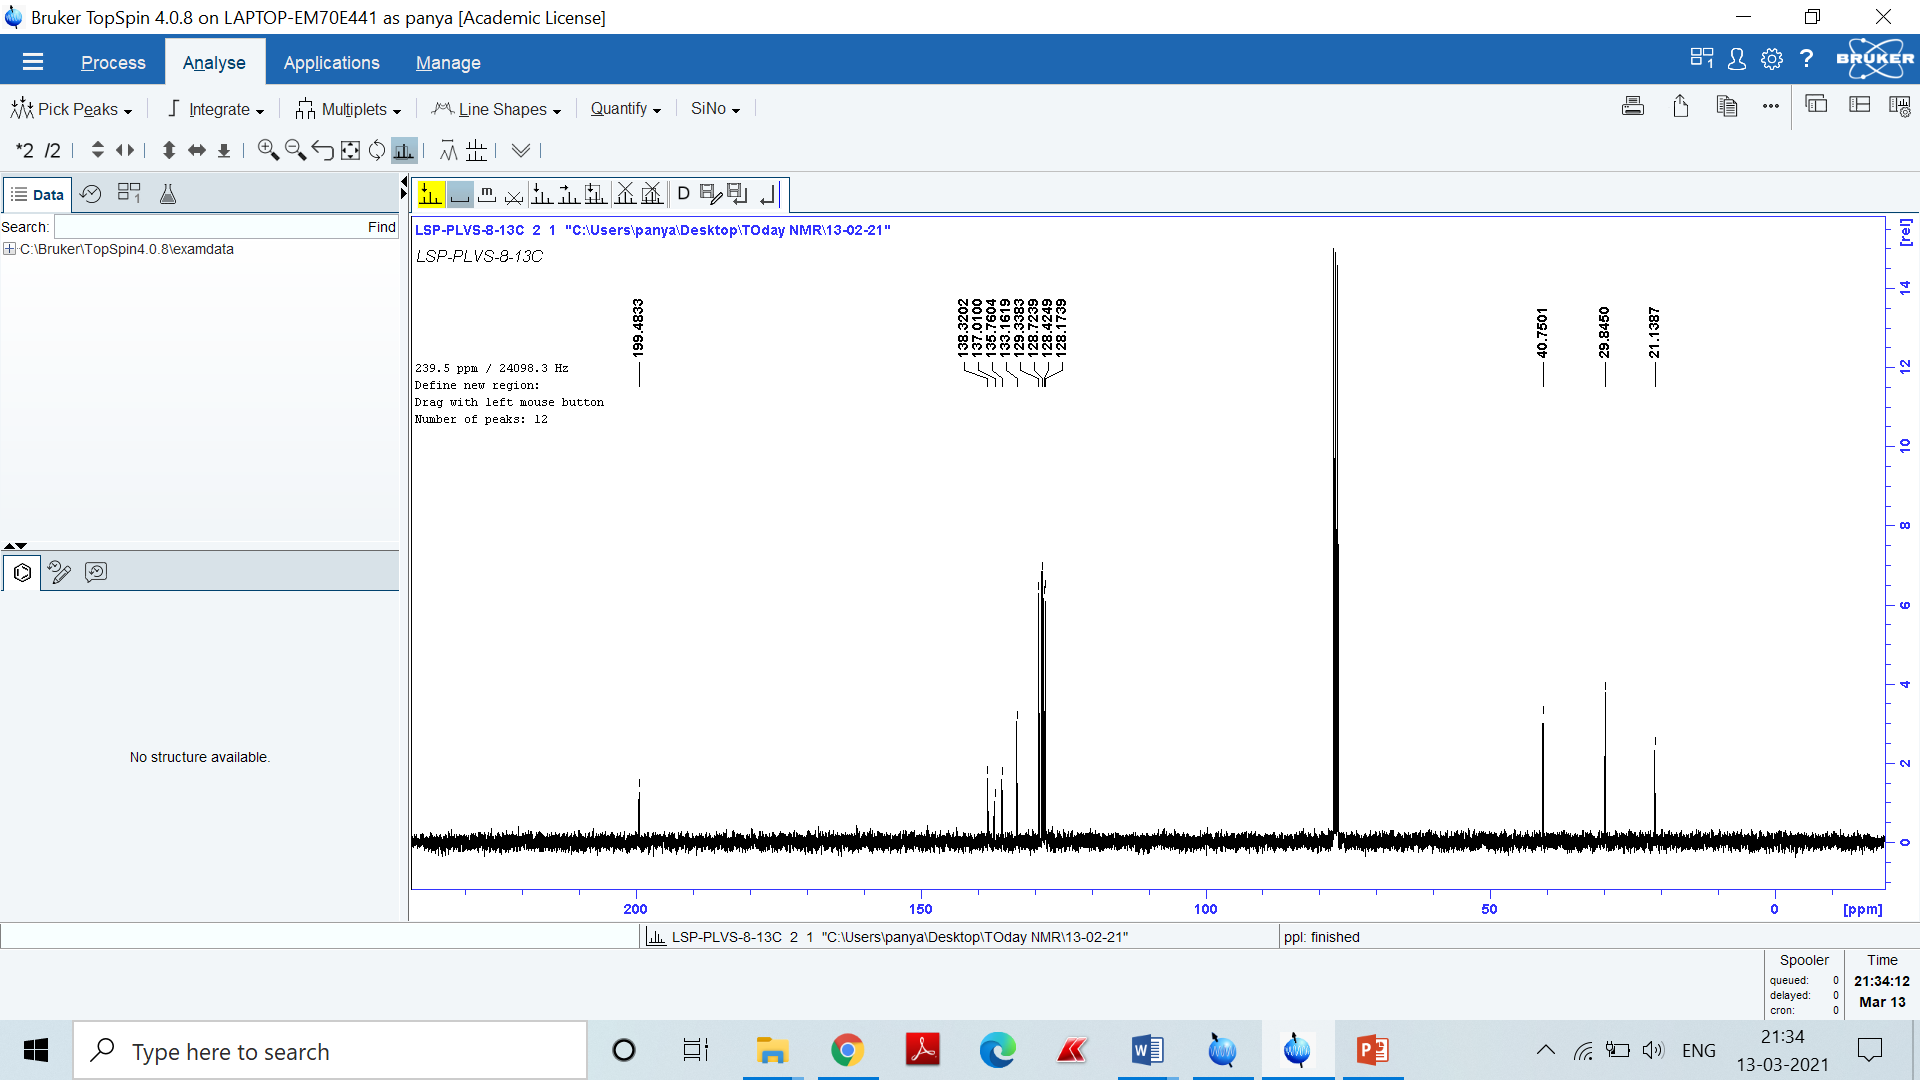 Bruker TopSpin 4.0.8 on LAPTOP-EM70E441 as panya [Academic License]
Process Analyse Applications Manage
1 ? BRUKER
Pick Peaks Integrate Multiplets Line Shapes Quantify SiNo
*2 /2
Data 1
m D
Search: Find
C:\Bruker\TopSpin4.0.8\examdata
LSP-PLVS-8-13C 2 1 "C:\Users\panya\Desktop\TOday NMR\13-02-21"
LSP-PLVS-8-13C
[rel]
199.4833
138.3202
137.0100
135.7604
133.1619
129.3383
128.7239
128.4249
128.1739
40.7501
29.8450
21.1387
239.5 ppm / 24098.3 Hz
Define new region:
Drag with left mouse button
Number of peaks: 12
14
12
10
8
6
4
2
0
200 150 100 50 0 [ppm]
No structure available.
LSP-PLVS-8-13C 2 1 "C:\Users\panya\Desktop\TOday NMR\13-02-21"
ppl: finished
Spooler
queued: 0
delayed: 0
cron: 0
Time
21:34:12
Mar 13
Type here to search
ENG
21:34
13-03-2021